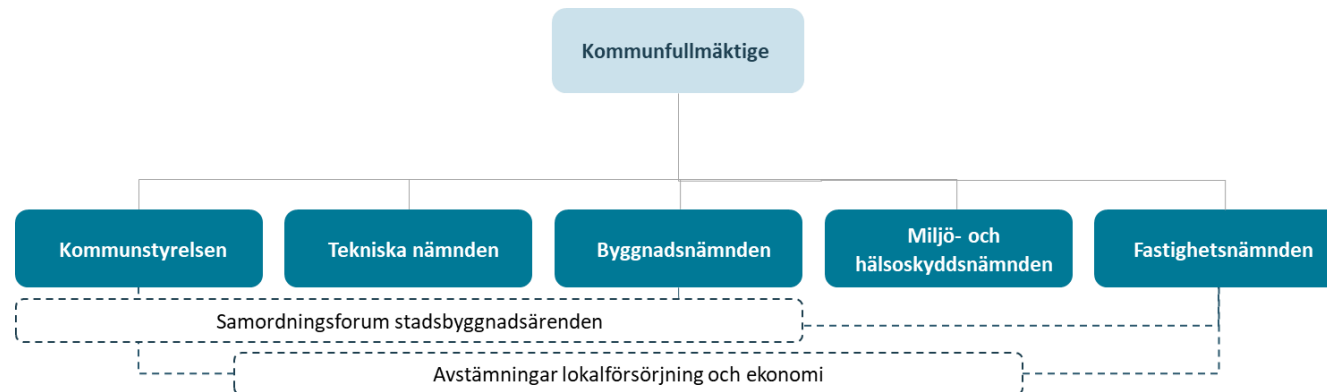 Kommunfullmäktige
Kommunstyrelsen
Tekniska nämnden
Byggnadsnämnden
Miljö- och
hälsoskyddsnämnden
Fastighetsnämnden
Samordningsforum stadsbyggnadsärenden
Avstämningar lokalförsörjning och ekonomi